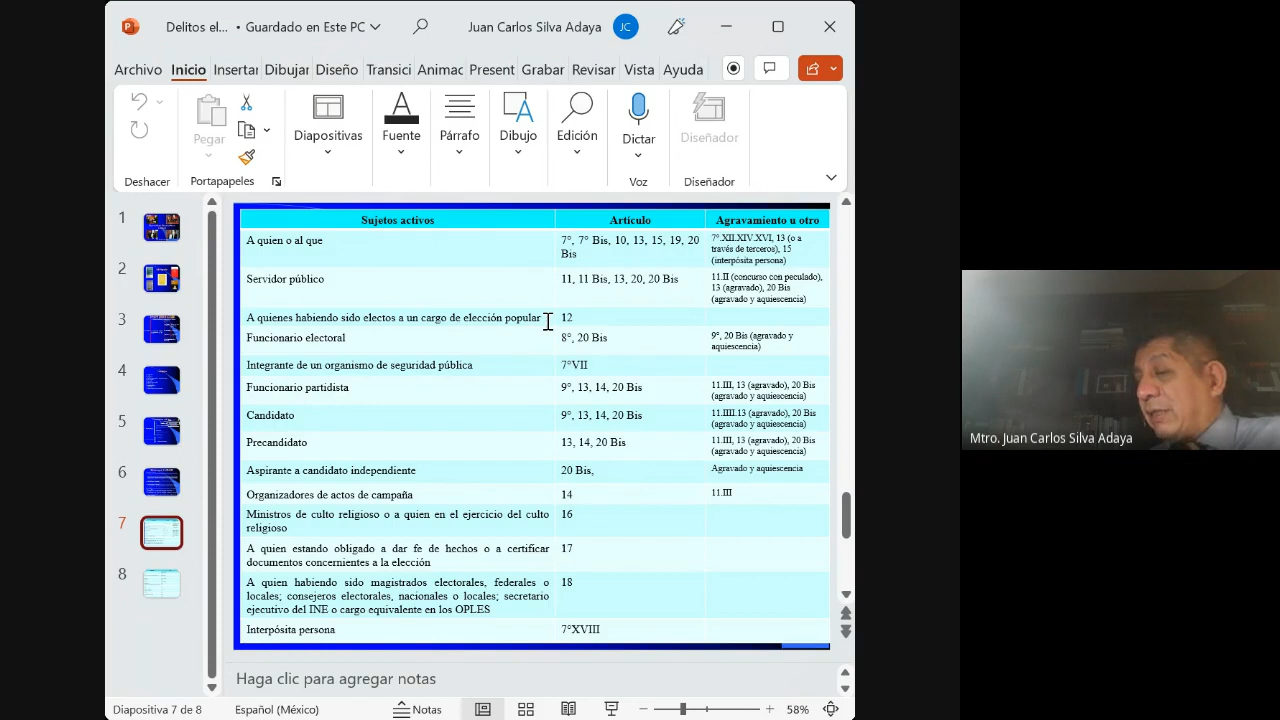 Delitos el... • Guardado en Este PC
Juan Carlos Silva Adaya
JC
Archivo
Inicio
Insertar
Dibujar
Diseño
Transici
Animac
Present
Grabar
Revisar
Vista
Ayuda
Pegar
Diapositivas
Fuente
Párrafo
Dibujo
Edición
Dictar
Diseñador
Deshacer
Portapapeles
Voz
Diseñador
1
2
3
4
5
6
7
8
Sujetos activos
Artículo
Agravamiento u otro
A quien o al que
7°, 7° Bis, 10, 13, 15, 19, 20
Bis
7°.XII.XIV.XVI, 13 (o a
través de terceros), 15
(interpósita persona)
Servidor público
11, 11 Bis, 13, 20, 20 Bis
11.II (concurso con peculado),
13 (agravado), 20 Bis
(agravado y aquiescencia)
A quienes habiendo sido electos a un cargo de elección popular
12
Funcionario electoral
8°, 20 Bis
9°, 20 Bis (agravado y
aquiescencia)
Integrante de un organismo de seguridad pública
7°VII
Funcionario partidista
9°, 13, 14, 20 Bis
11.III, 13 (agravado), 20 Bis
(agravado y aquiescencia)
Candidato
9°, 13, 14, 20 Bis
11.IIII.13 (agravado), 20 Bis
(agravado y aquiescencia)
Precandidato
13, 14, 20 Bis
11.III, 13 (agravado), 20 Bis
(agravado y aquiescencia)
Aspirante a candidato independiente
20 Bis,
Agravado y aquiescencia
Organizadores de actos de campaña
14
11.III
Ministros de culto religioso o a quien en el ejercicio del culto
religioso
16
A quien estando obligado a dar fe de hechos o a certificar
documentos concernientes a la elección
17
A quien habiendo sido magistrados electorales, federales o
locales; consejeros electorales, nacionales o locales; secretario
ejecutivo del INE o cargo equivalente en los OPLES
18
Interpósita persona
7°XVIII
Haga clic para agregar notas
Diapositiva 7 de 8
Español (México)
Notas
58%
Mtro. Juan Carlos Silva Adaya